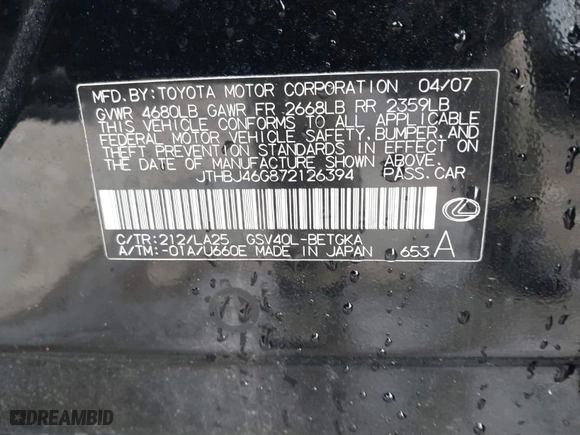 MFD. BY: TOYOTA MOTOR CORPORATION 04/07
GVWR 4680LB GAWR FR 2668LB RR 2359LB
THIS VEHICLE CONFORMS TO ALL APPLICABLE
FEDERAL MOTOR VEHICLE SAFETY, BUMPER, AND
THEFT PREVENTION STANDARDS IN EFFECT ON
THE DATE OF MANUFACTURE SHOWN ABOVE.
JTHBJ46G872126394 PASS. CAR
C/TR: 212/LA25 GSV40L-BETGKA
A/TM: -01A/U660E MADE IN JAPAN 653A
DREAMBID